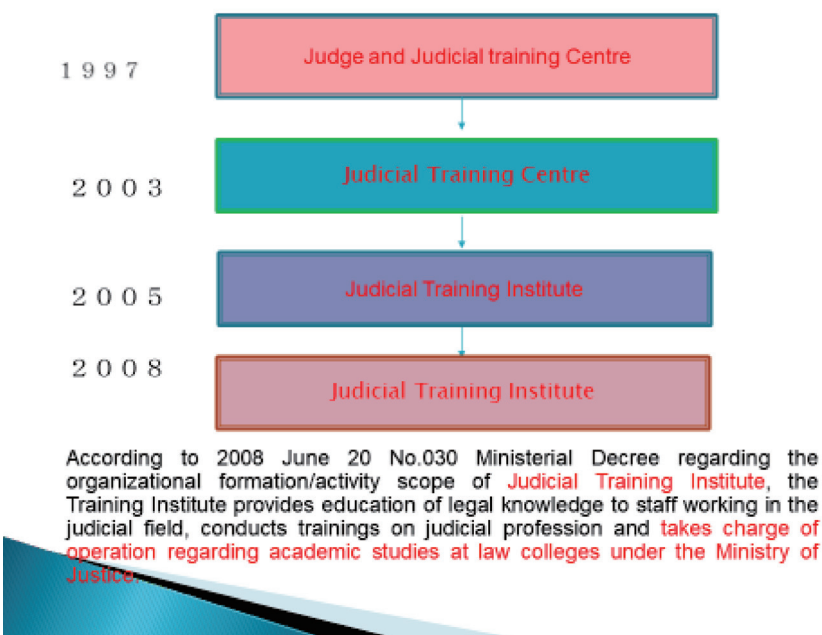 1997
Judge and Judicial training Centre
2003
Judicial Training Centre
2005
Judicial Training Institute
2008
Judicial Training Institute
According to 2008 June 20 No.030 Ministerial Decree regarding the
organizational formation/activity scope of Judicial Training Institute, the
Training Institute provides education of legal knowledge to staff working in the
judicial field, conducts trainings on judicial profession and takes charge of
operation regarding academic studies at law colleges under the Ministry of
Justice.